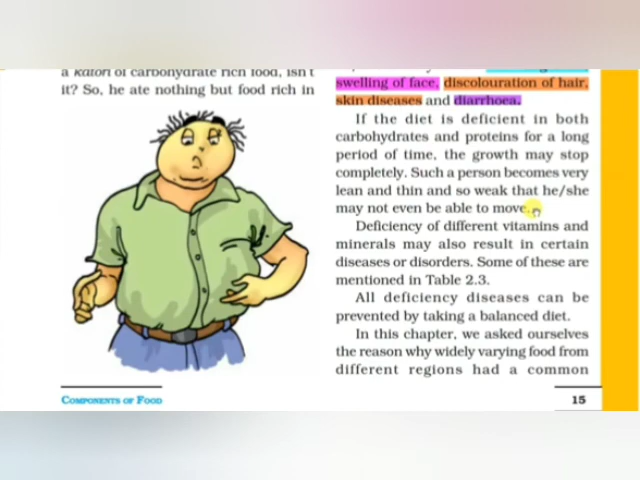 a katori of carbohydrate rich food, isn't
it? So, he ate nothing but food rich in
swelling of face, discolouration of hair,
skin diseases and diarrhoea.
If the diet is deficient in both
carbohydrates and proteins for a long
period of time, the growth may stop
completely. Such a person becomes very
lean and thin and so weak that he/she
may not even be able to move.
Deficiency of different vitamins and
minerals may also result in certain
diseases or disorders. Some of these are
mentioned in Table 2.3.
All deficiency diseases can be
prevented by taking a balanced diet.
In this chapter, we asked ourselves
the reason why widely varying food from
different regions had a common
COMPONENTS OF FOOD
15